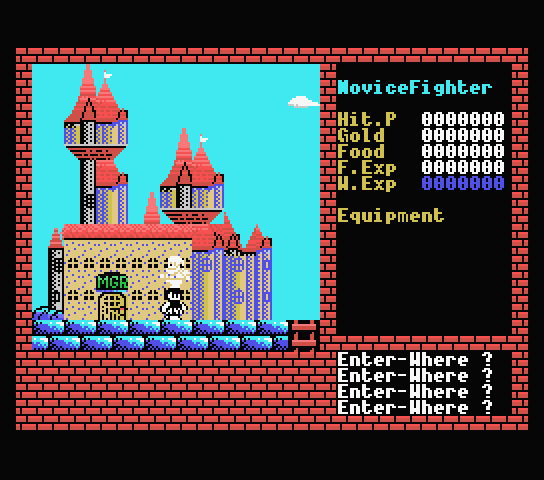 NoviceFighter
Hit.P 0000000
Gold 0000000
Food 0000000
F.Exp 0000000
W.Exp 0000000
Equipment
MGR
Enter-Where ?
Enter-Where ?
Enter-Where ?
Enter-Where ?